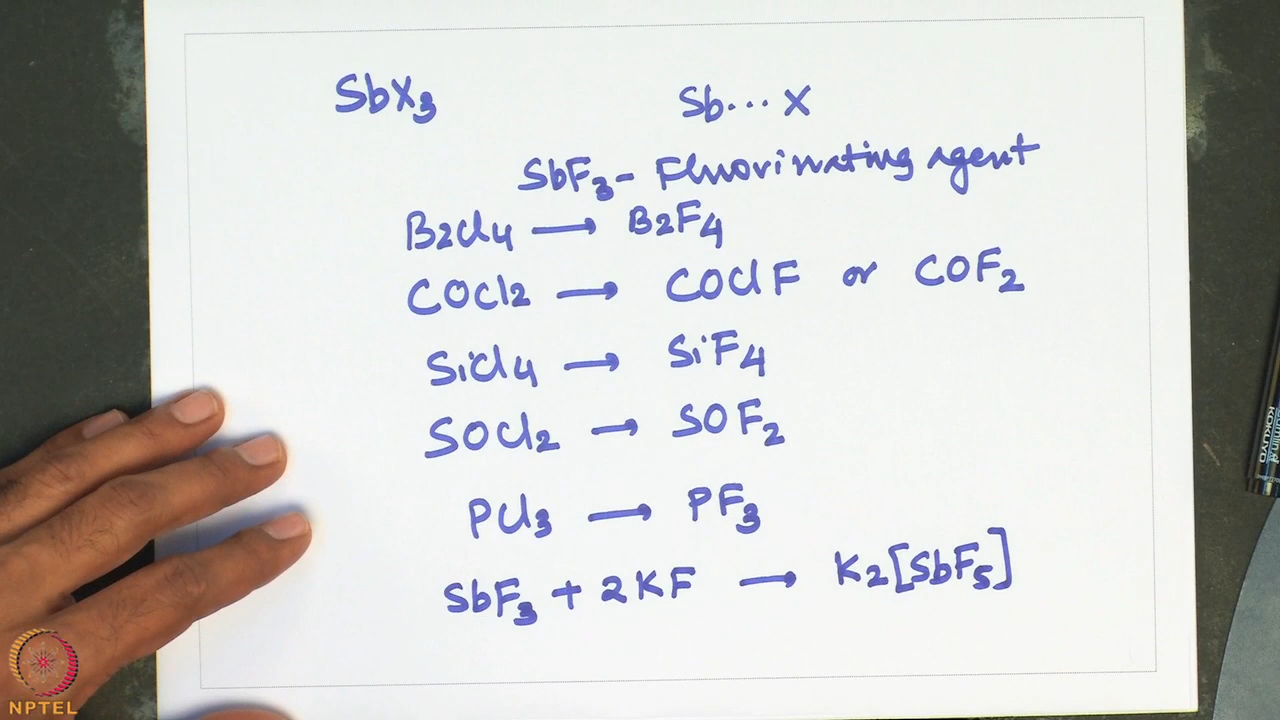 SbX₃ Sb··· X
SbF₃ - Fluorinating agent
B2Cl4 → B2F4
COCl2 → COClF or COF₂
SiCl4 → SiF4
SOCl2 → SOF₂
PCl3 → PF₃
SbF₃ + 2KF → K2[SbF5]
KOKUYO
NPTEL